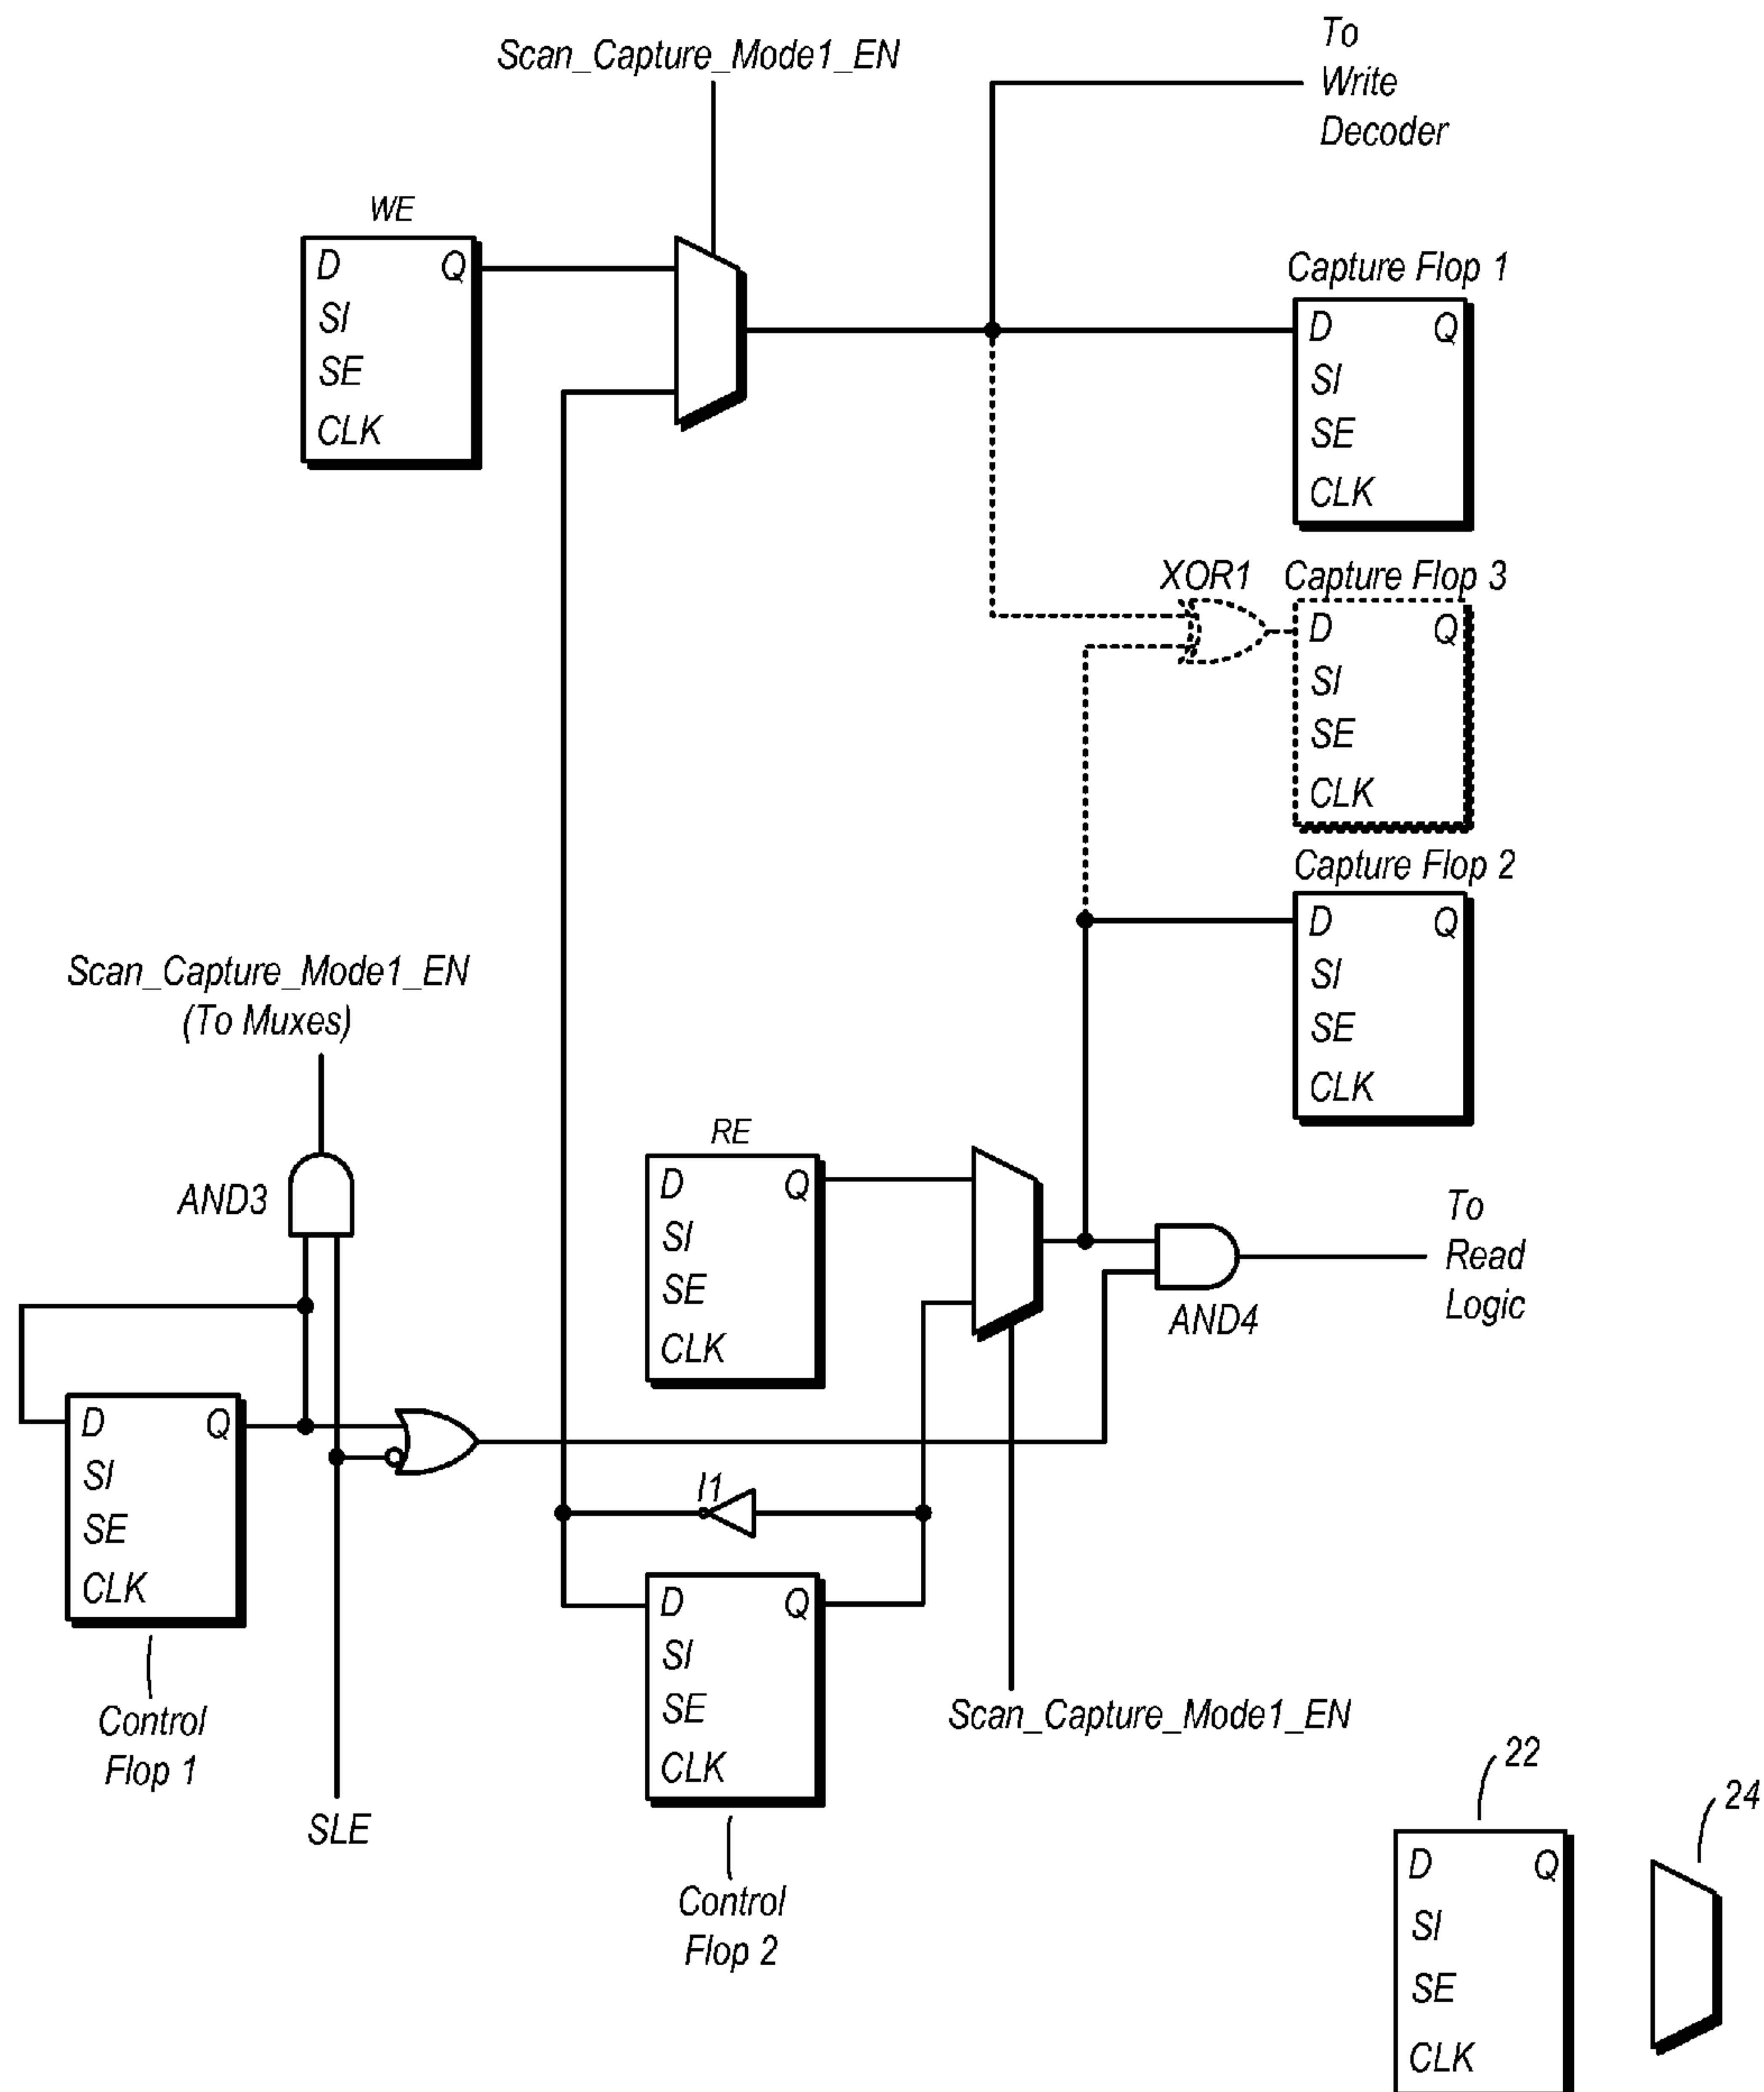 To
Write
Decoder
Scan_Capture_Mode1_EN
WE
D Q
SI
SE
CLK
Capture Flop 1
D Q
SI
SE
CLK
XOR1
Capture Flop 3
D Q
SI
SE
CLK
Capture Flop 2
D Q
SI
SE
CLK
Scan_Capture_Mode1_EN
(To Muxes)
AND3
RE
D Q
SI
SE
CLK
AND4
To
Read
Logic
D Q
SI
SE
CLK
Control
Flop 1
SLE
I1
D Q
SI
SE
CLK
Control
Flop 2
Scan_Capture_Mode1_EN
22
D Q
SI
SE
CLK
24